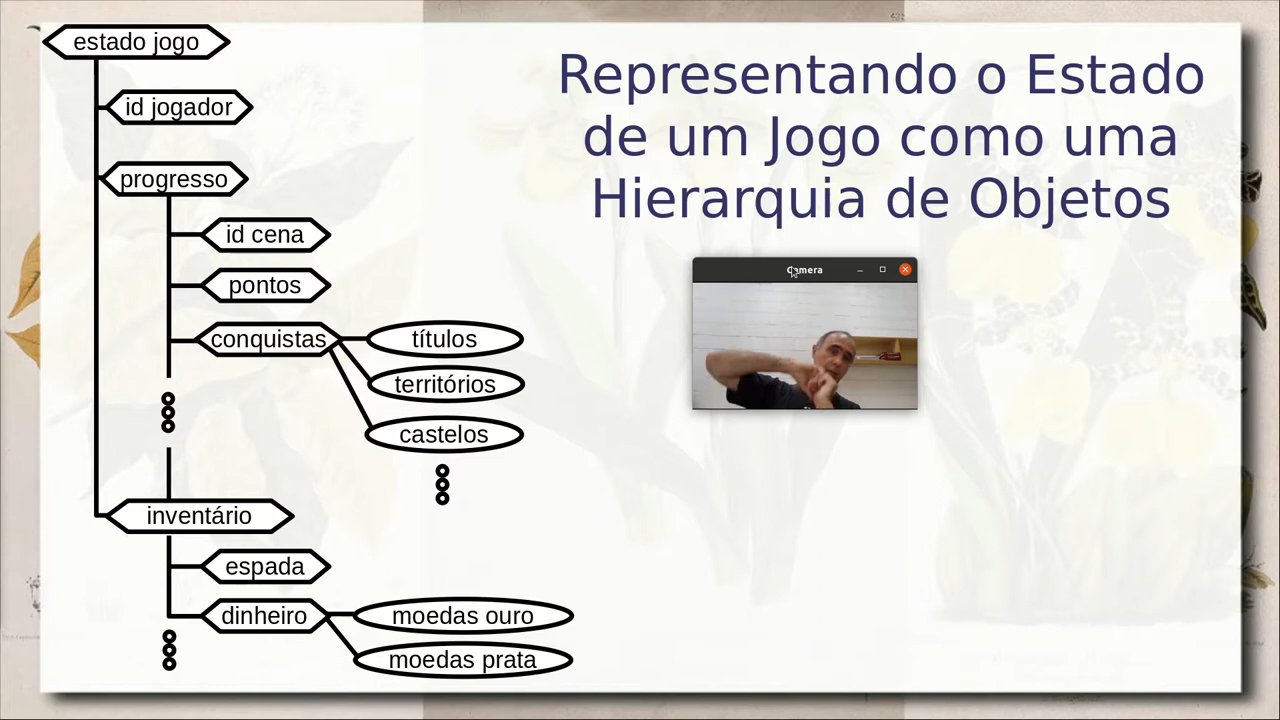 estado jogo
id jogador
progresso
id cena
pontos
conquistas
títulos
territórios
castelos
inventário
espada
dinheiro
moedas ouro
moedas prata
Representando o Estado
de um Jogo como uma
Hierarquia de Objetos
Camera